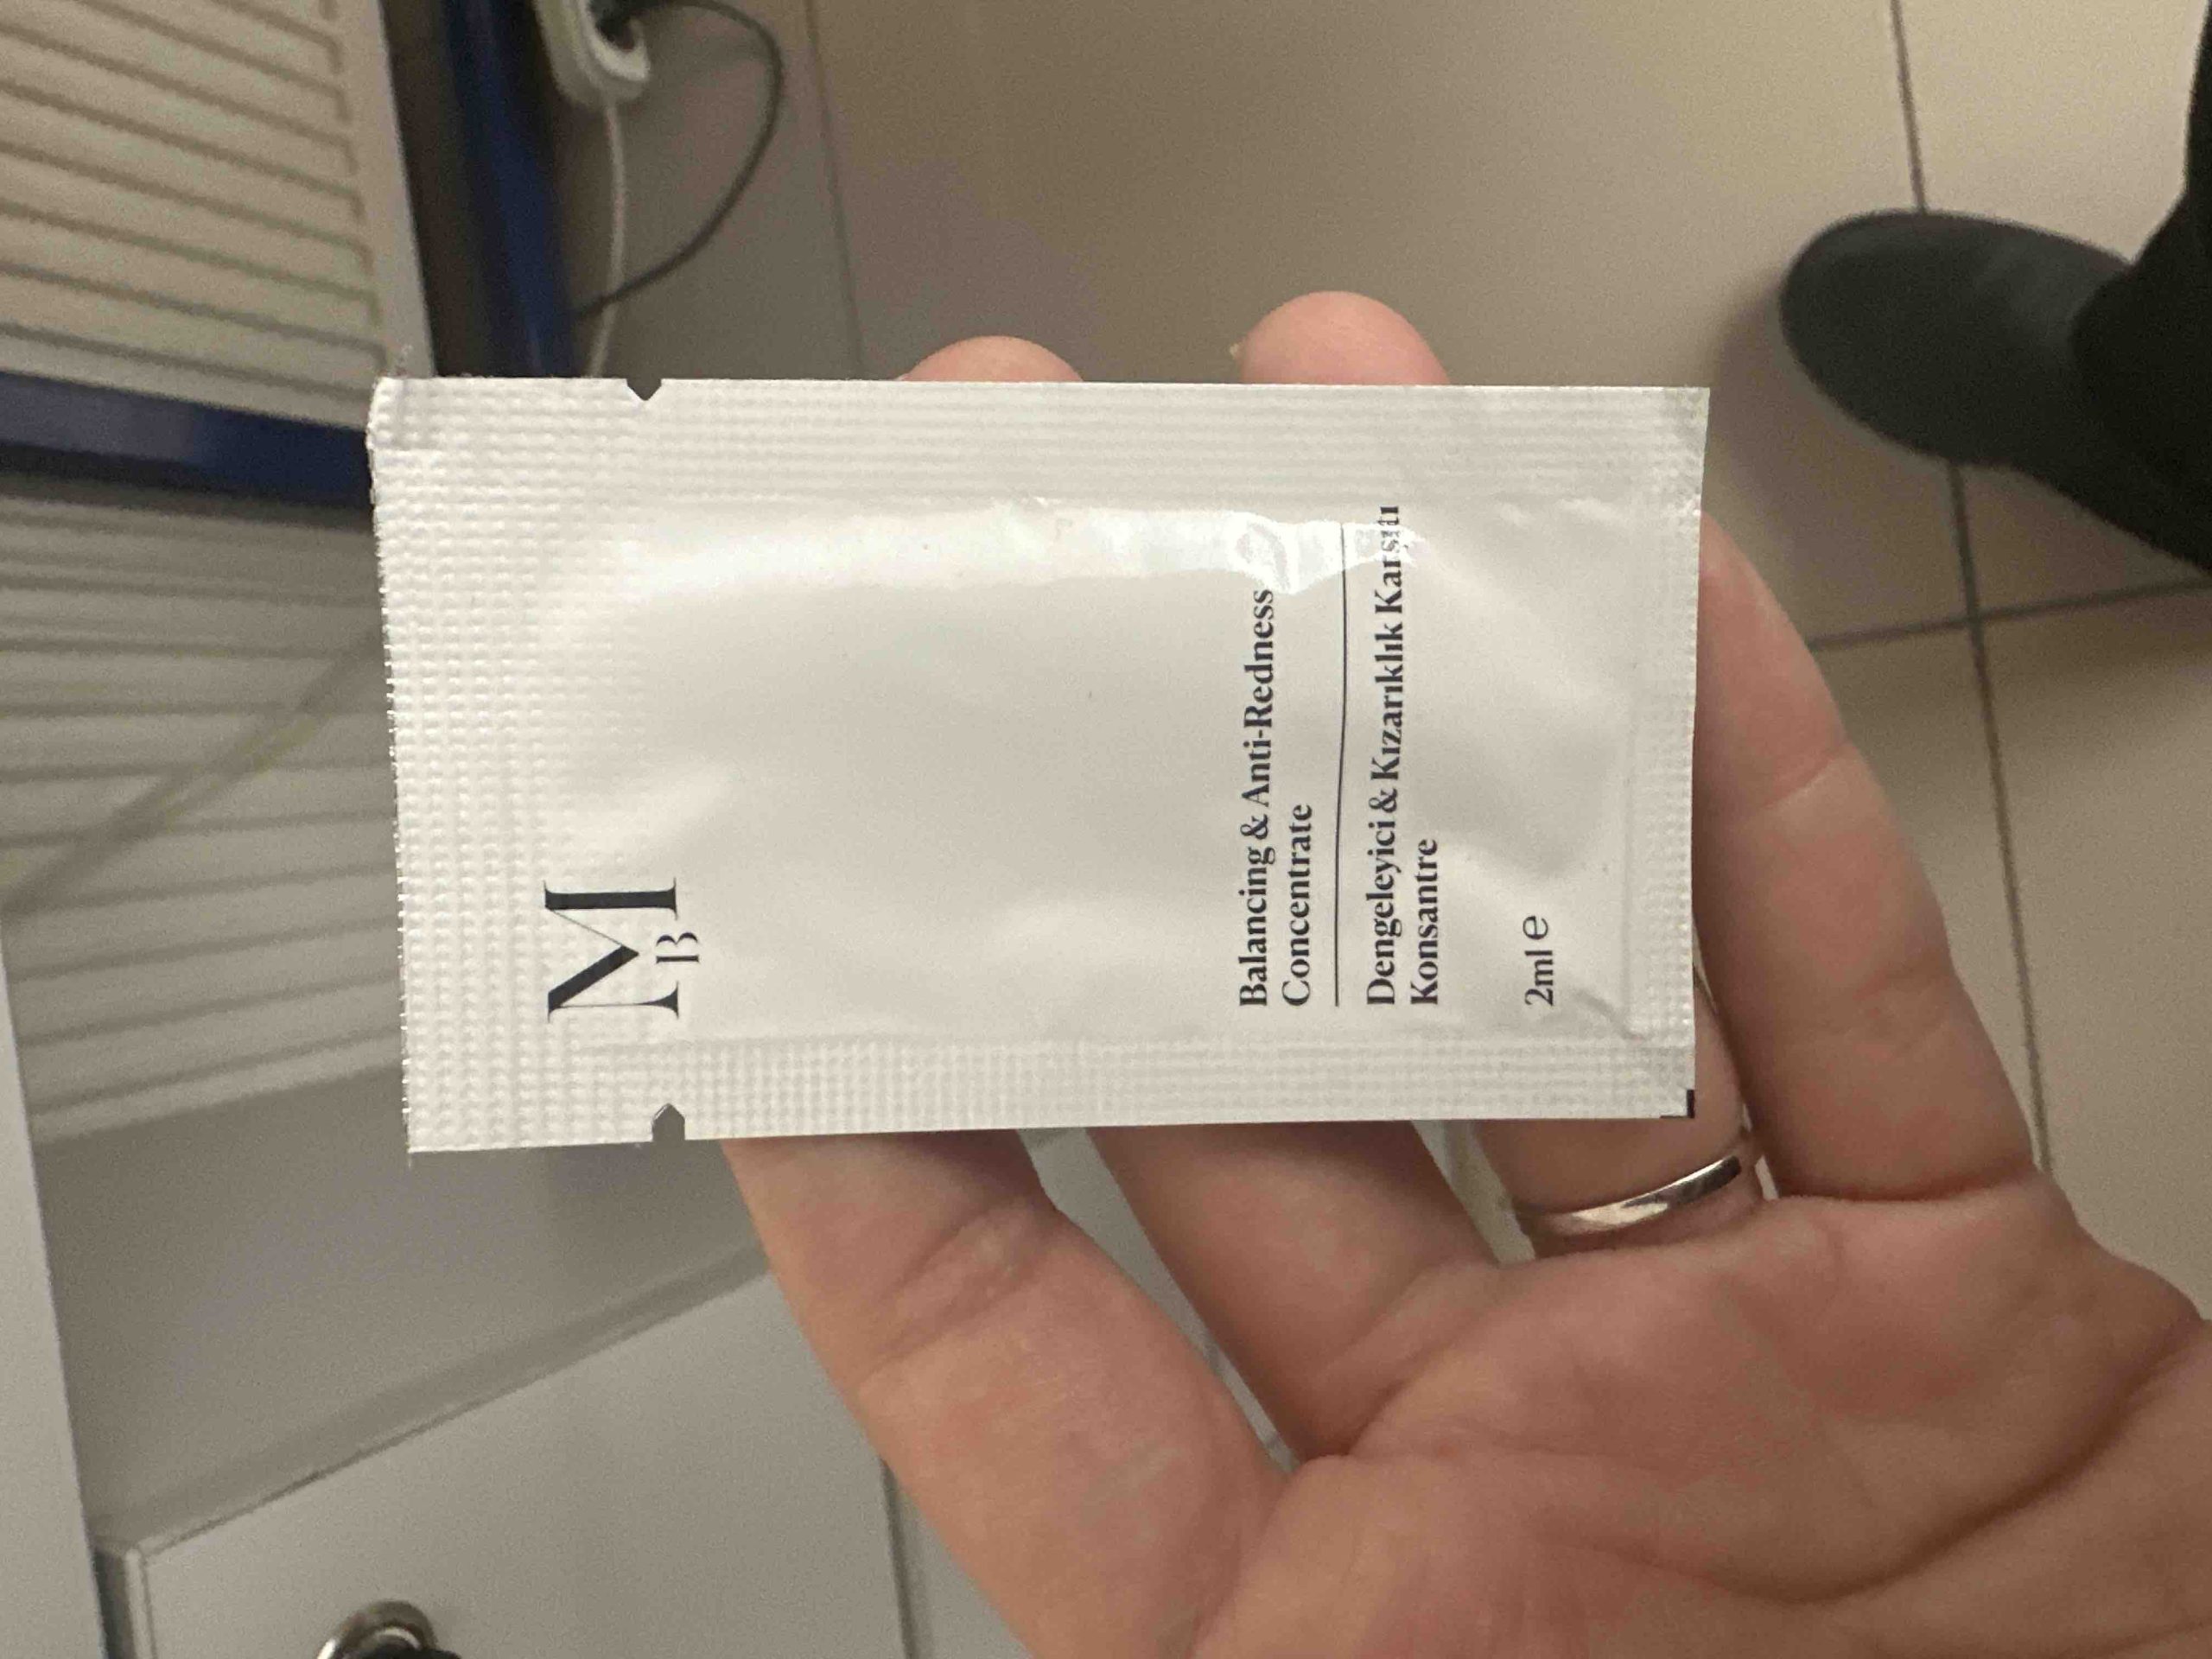 M
B
Balancing & Anti-Redness
Concentrate
Dengeleyici & Kızarıklık Karşıtı
Konsantre
2ml e